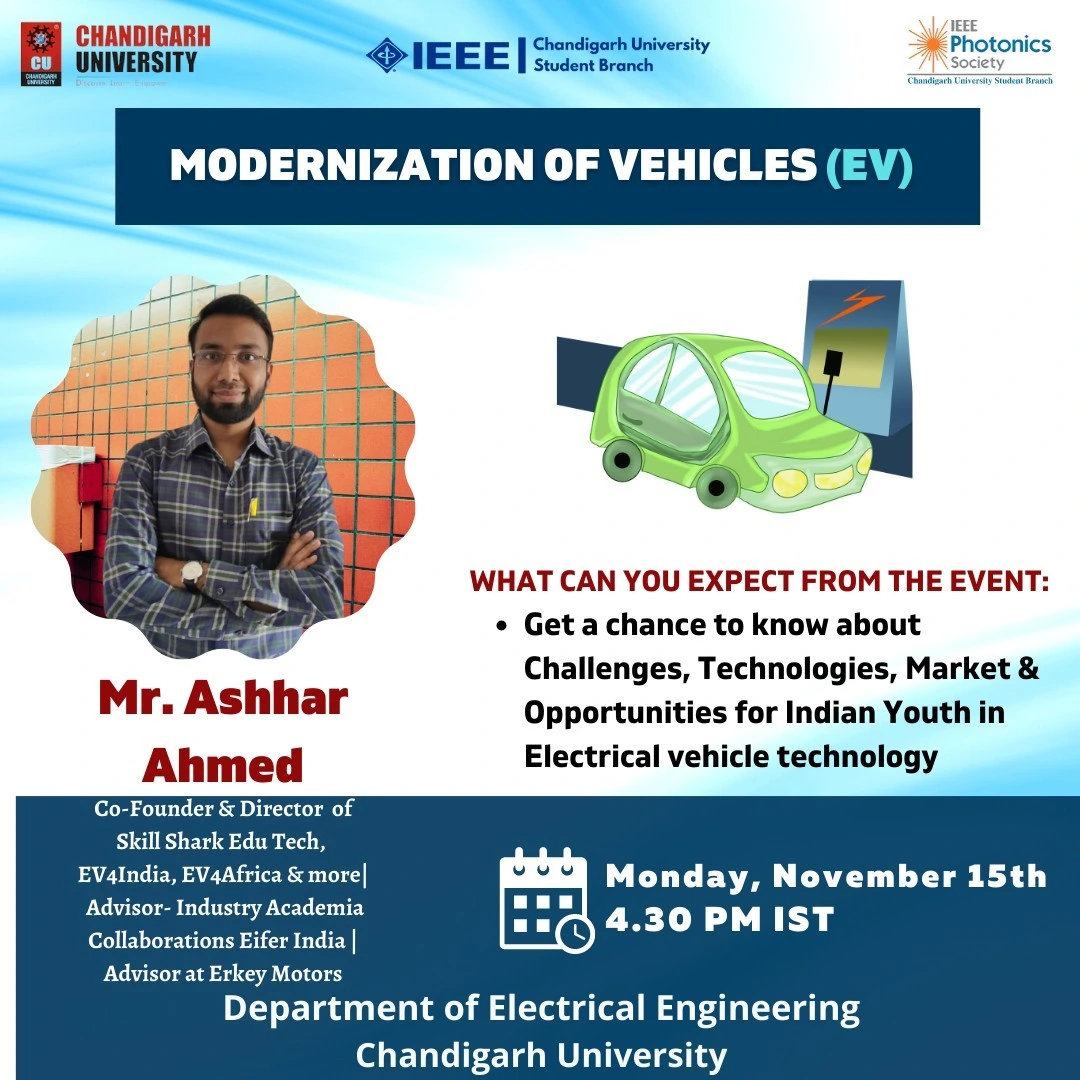 CHANDIGARH
UNIVERSITY
CU
CHANDIGARH
UNIVERSITY
IEEE
Chandigarh University
Student Branch
IEEE
Photonics
Society
Chandigarh University Student Branch
MODERNIZATION OF VEHICLES (EV)
WHAT CAN YOU EXPECT FROM THE EVENT:
• Get a chance to know about
Challenges, Technologies, Market &
Opportunities for Indian Youth in
Electrical vehicle technology
Mr. Ashhar
Ahmed
Co-Founder & Director of
Skill Shark Edu Tech,
EV4India, EV4Africa & more|
Advisor- Industry Academia
Collaborations Eifer India |
Advisor at Erkey Motors
Monday, November 15th
4.30 PM IST
Department of Electrical Engineering
Chandigarh University